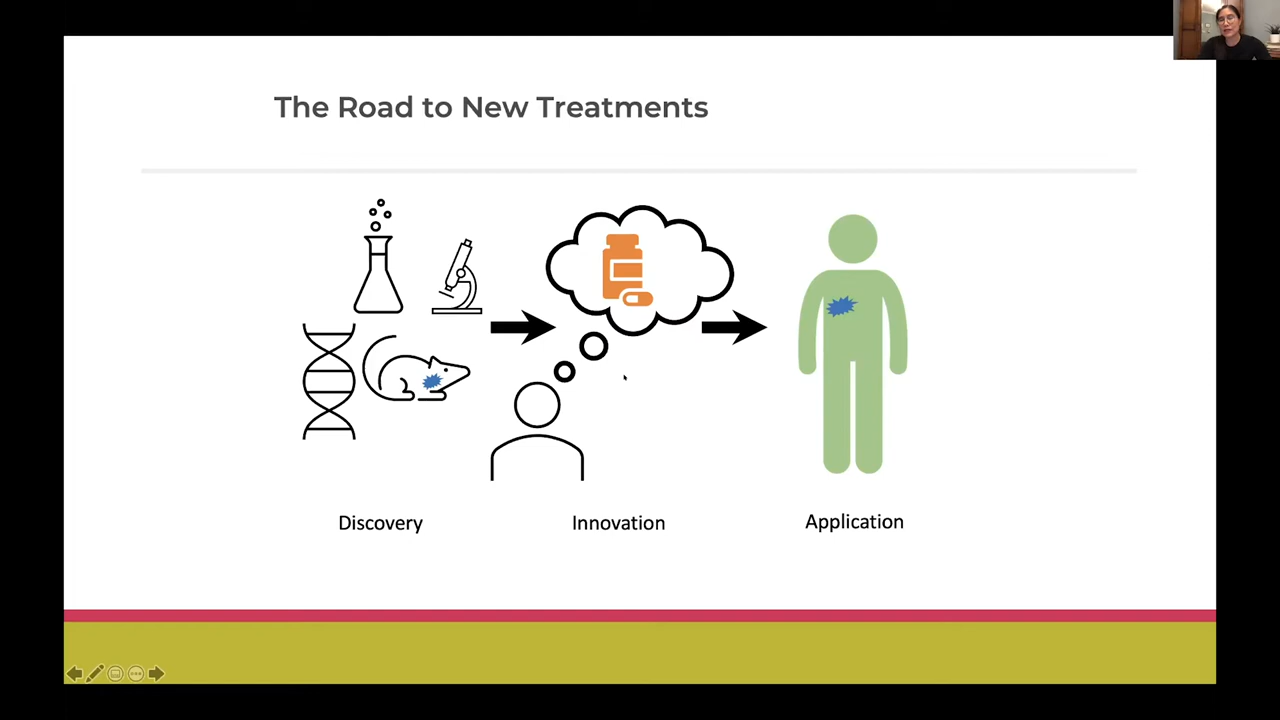 The Road to New Treatments
Discovery
Innovation
Application